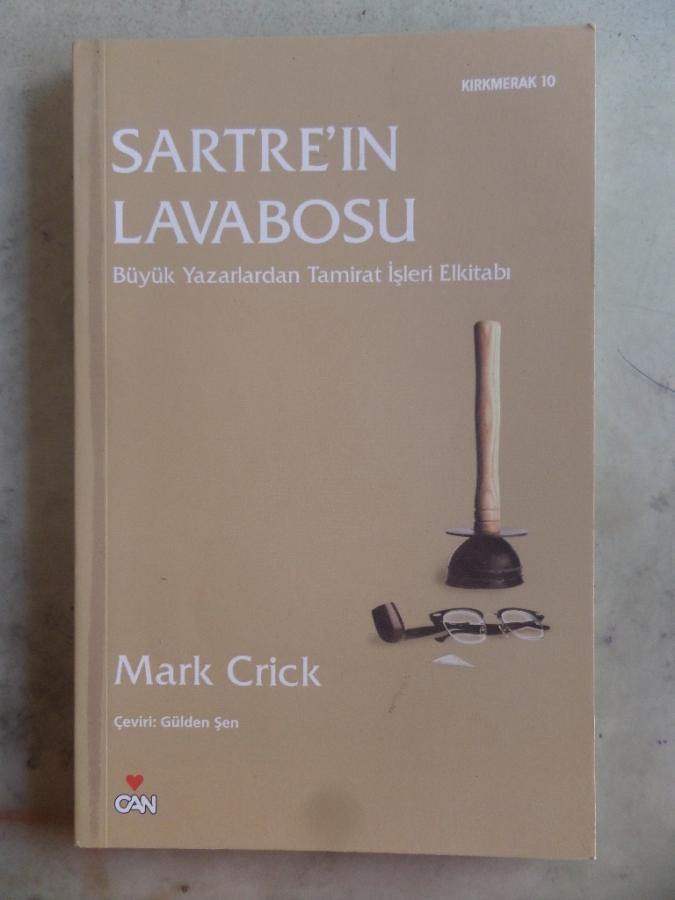 KIRKMERAK 10
SARTRE'IN
LAVABOSU
Büyük Yazarlardan Tamirat İşleri Elkitabı
Mark Crick
Çeviri: Gülden Şen
CAN